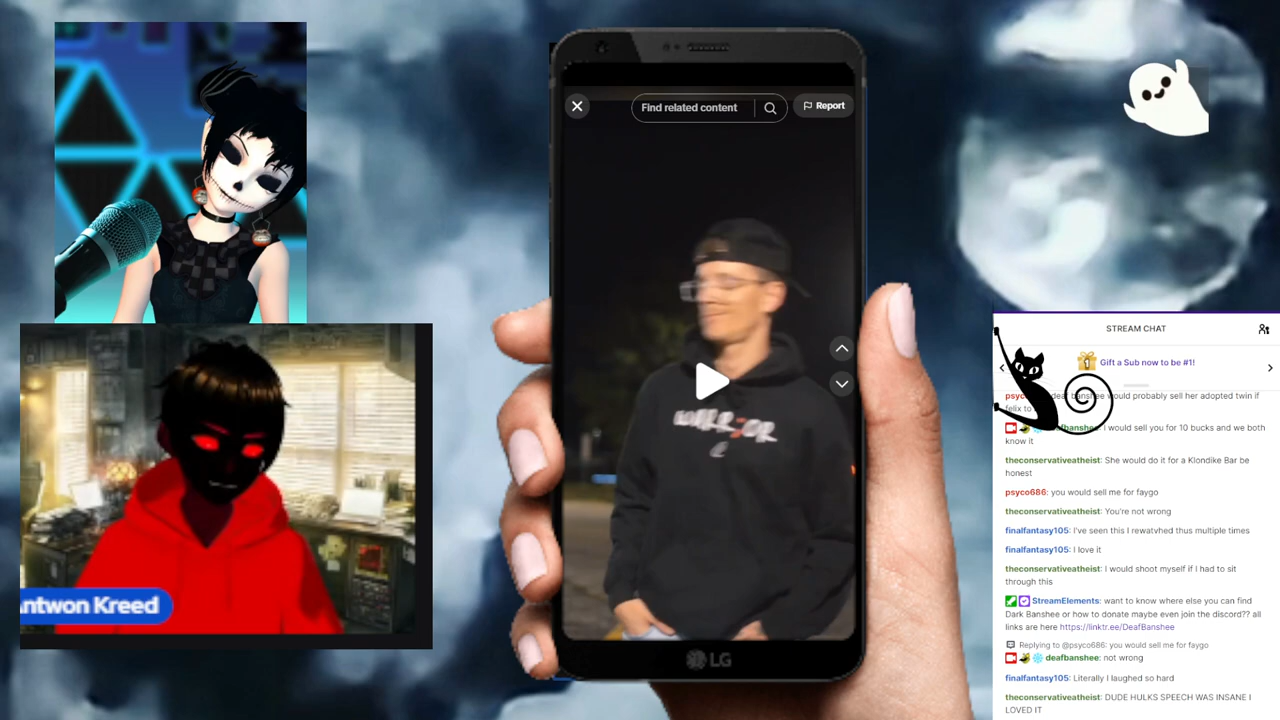 Find related content
Report
WARR;OR
LG
ntwon Kreed
STREAM CHAT
Gift a Sub now to be #1!
would probably sell her adopted twin if
felix to
afbanshee: I would sell you for 10 bucks and we both
know it
theconservativeatheist: She would do it for a Klondike Bar be
honest
psyco686: you would sell me for faygo
theconservativeatheist: You're not wrong
finalfantasy105: I've seen this I rewatvhed thus multiple times
finalfantasy105: I love it
theconservativeatheist: I would shoot myself if I had to sit
through this
StreamElements: want to know where else you can find
Dark Banshee or how to donate maybe even join the discord?? all
links are here https://linktr.ee/DeafBanshee
Replying to @psyco686: you would sell me for faygo
deafbanshee: not wrong
finalfantasy105: Literally I laughed so hard
theconservativeatheist: DUDE HULKS SPEECH WAS INSANE I
LOVED IT